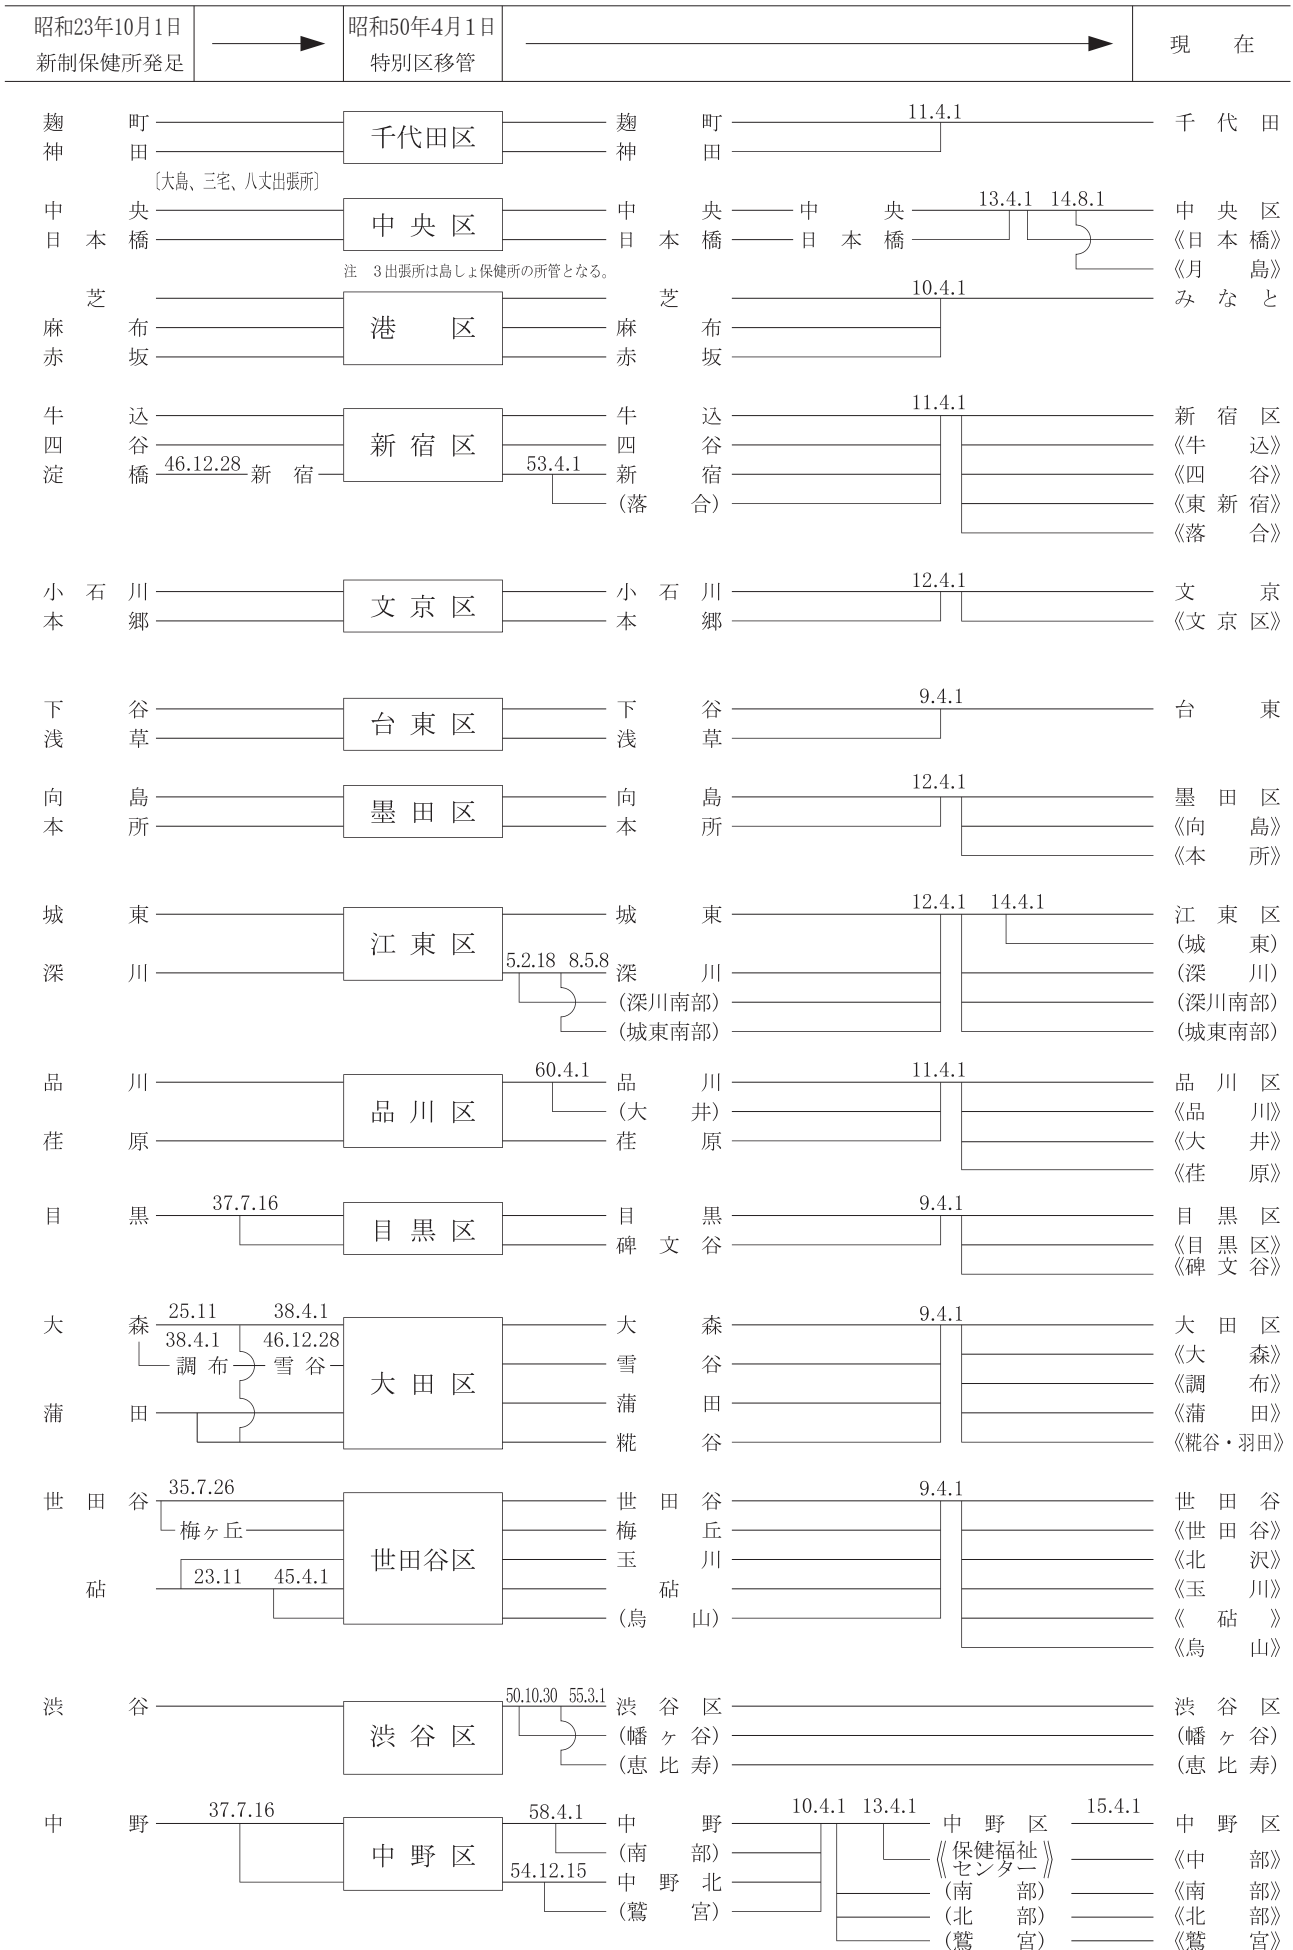 昭和23年10月1日 昭和50年4月1日 現在
新制保健所発足 特別区移管
麹町 千代田区 麹町 11.4.1 千代田
神田 神田
〔大島、三宅、八丈出張所〕
中央 中央区 中央 中央 13.4.1 14.8.1 中央区
日本橋 日本橋 日本橋 《日本橋》
注 3出張所は島しょ保健所の所管となる。 《月島》
芝 港区 芝 10.4.1 みなと
麻布 麻布
赤坂 赤坂
牛込 新宿区 牛込 11.4.1 新宿区
四谷 四谷 《牛込》
淀橋 46.12.28 新宿 53.4.1 新宿 《四谷》
(落合) 《東新宿》
《落合》
小石川 文京区 小石川 12.4.1 文京
本郷 本郷 《文京区》
下谷 台東区 下谷 9.4.1 台東
浅草 浅草
向島 墨田区 向島 12.4.1 墨田区
本所 本所 《向島》
《本所》
城東 江東区 城東 12.4.1 14.4.1 江東区
(城東)
深川 5.2.18 8.5.8 深川 (深川)
(深川南部) (深川南部)
(城東南部) (城東南部)
品川 品川区 60.4.1 品川 11.4.1 品川区
(大井) 《品川》
荏原 荏原 《大井》
《荏原》
目黒 37.7.16 目黒区 目黒 9.4.1 目黒区
碑文谷 《目黒区》
《碑文谷》
大森 25.11 38.4.1 大田区 大森 9.4.1 大田区
38.4.1 46.12.28 《大森》
調布 雪谷 雪谷 《調布》
蒲田 蒲田 《蒲田》
糀谷 《糀谷・羽田》
世田谷 35.7.26 世田谷区 世田谷 9.4.1 世田谷
梅ヶ丘 梅丘 《世田谷》
玉川 《北沢》
砧 23.11 45.4.1 砧 《玉川》
(烏山) 《砧》
《烏山》
渋谷 渋谷区 50.10.30 55.3.1 渋谷区 渋谷区
(幡ヶ谷) (幡ヶ谷)
(恵比寿) (恵比寿)
中野 37.7.16 中野区 58.4.1 中野 10.4.1 13.4.1 中野区 15.4.1 中野区
(南部) 《保健福祉センター》 《中部》
54.12.15 中野北 (南部) 《南部》
(鷺宮) (北部) 《北部》
(鷺宮) 《鷺宮》